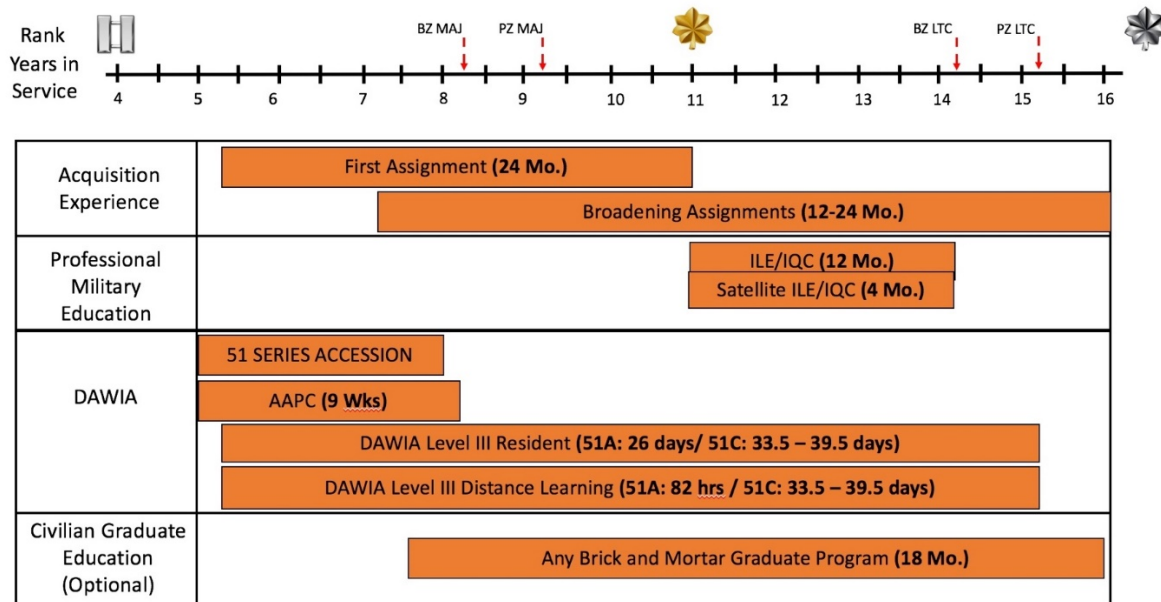 Rank
Years in
Service
BZ MAJ
PZ MAJ
BZ LTC
PZ LTC
4 5 6 7 8 9 10 11 12 13 14 15 16
Acquisition
Experience
First Assignment (24 Mo.)
Broadening Assignments (12-24 Mo.)
Professional
Military
Education
ILE/IQC (12 Mo.)
Satellite ILE/IQC (4 Mo.)
DAWIA
51 SERIES ACCESSION
AAPC (9 Wks)
DAWIA Level III Resident (51A: 26 days/ 51C: 33.5 – 39.5 days)
DAWIA Level III Distance Learning (51A: 82 hrs / 51C: 33.5 – 39.5 days)
Civilian Graduate
Education
(Optional)
Any Brick and Mortar Graduate Program (18 Mo.)